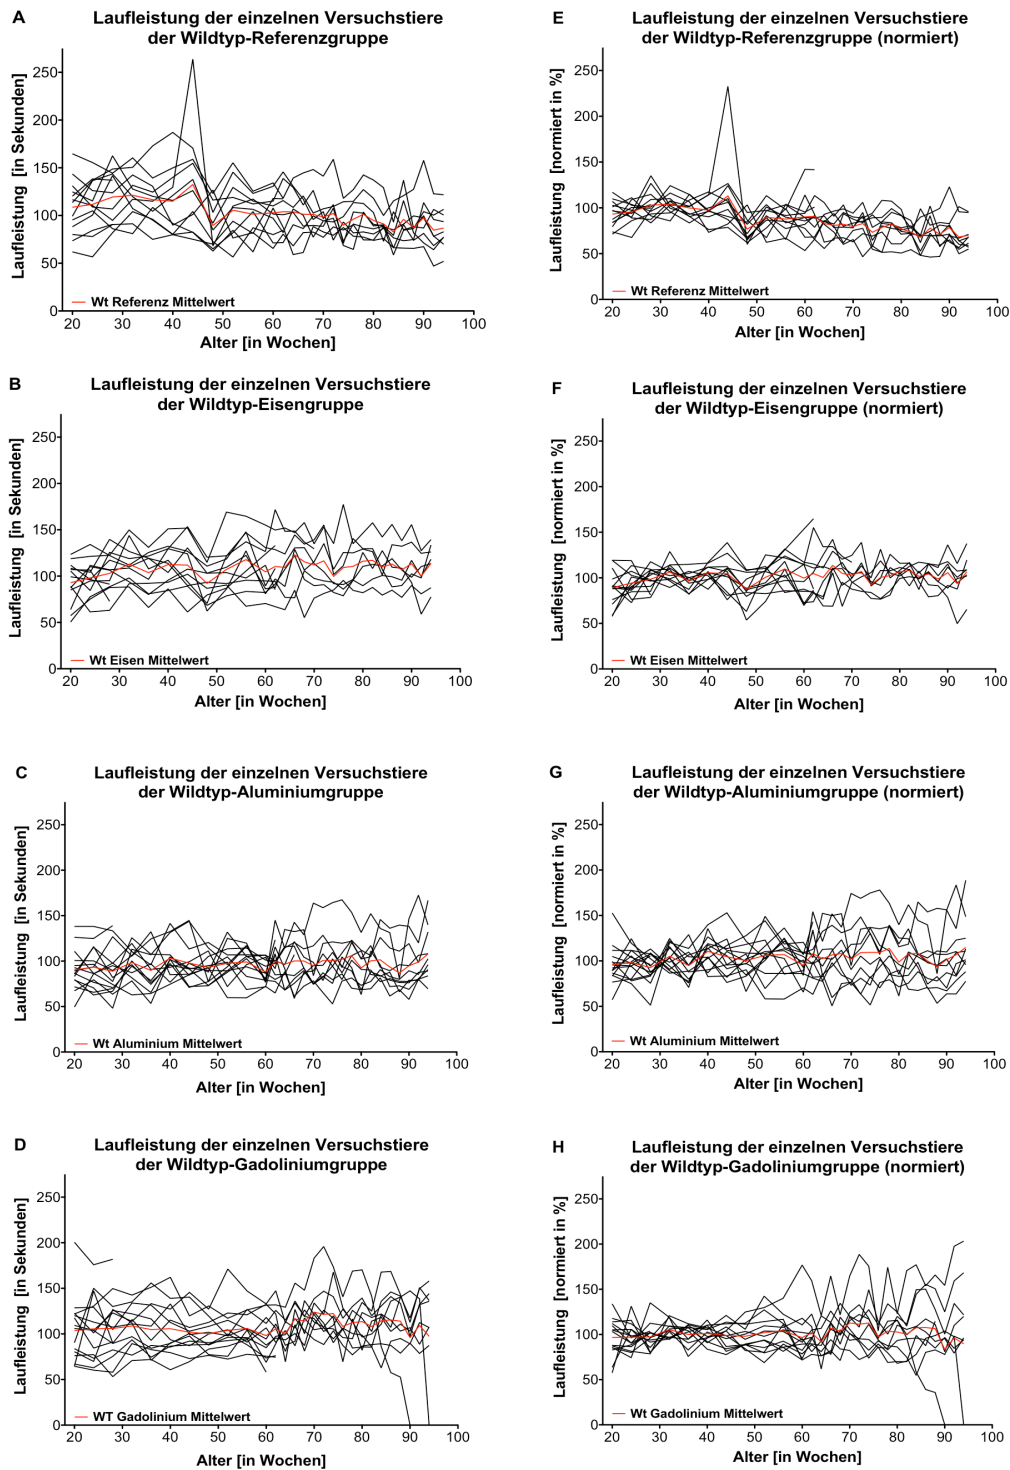 A
Laufleistung der einzelnen Versuchstiere
der Wildtyp-Referenzgruppe
Laufleistung [in Sekunden]
250
200
150
100
50
0
Wt Referenz Mittelwert
20 30 40 50 60 70 80 90 100
Alter [in Wochen]
E
Laufleistung der einzelnen Versuchstiere
der Wildtyp-Referenzgruppe (normiert)
Laufleistung [normiert in %]
250
200
150
100
50
0
Wt Referenz Mittelwert
20 30 40 50 60 70 80 90 100
Alter [in Wochen]
B
Laufleistung der einzelnen Versuchstiere
der Wildtyp-Eisengruppe
Laufleistung [in Sekunden]
250
200
150
100
50
0
Wt Eisen Mittelwert
20 30 40 50 60 70 80 90 100
Alter [in Wochen]
F
Laufleistung der einzelnen Versuchstiere
der Wildtyp-Eisengruppe (normiert)
Laufleistung [normiert in %]
250
200
150
100
50
0
Wt Eisen Mittelwert
20 30 40 50 60 70 80 90 100
Alter [in Wochen]
C
Laufleistung der einzelnen Versuchstiere
der Wildtyp-Aluminiumgruppe
Laufleistung [in Sekunden]
250
200
150
100
50
0
Wt Aluminium Mittelwert
20 30 40 50 60 70 80 90 100
Alter [in Wochen]
G
Laufleistung der einzelnen Versuchstiere
der Wildtyp-Aluminiumgruppe (normiert)
Laufleistung [normiert in %]
250
200
150
100
50
0
Wt Aluminium Mittelwert
20 30 40 50 60 70 80 90 100
Alter [in Wochen]
D
Laufleistung der einzelnen Versuchstiere
der Wildtyp-Gadoliniumgruppe
Laufleistung [in Sekunden]
250
200
150
100
50
0
WT Gadolinium Mittelwert
20 30 40 50 60 70 80 90 100
Alter [in Wochen]
H
Laufleistung der einzelnen Versuchstiere
der Wildtyp-Gadoliniumgruppe (normiert)
Laufleistung [normiert in %]
250
200
150
100
50
0
Wt Gadolinium Mittelwert
20 30 40 50 60 70 80 90 100
Alter [in Wochen]